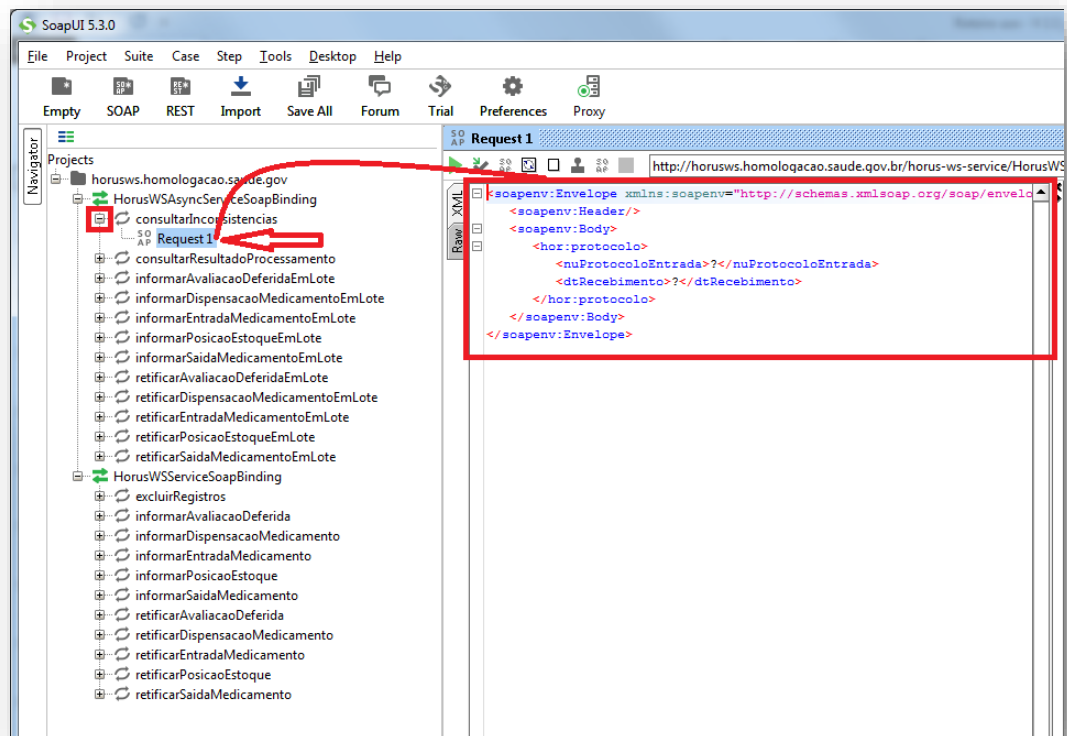 SoapUI 5.3.0
File Project Suite Case Step Tools Desktop Help
Empty SOAP REST Import Save All Forum Trial Preferences Proxy
Navigator
Projects
horusws.homologacao.saude.gov
HorusWSAsyncServiceSoapBinding
consultarInconsistencias
SOAP Request 1
consultarResultadoProcessamento
informarAvaliacaoDeferidaEmLote
informarDispensacaoMedicamentoEmLote
informarEntradaMedicamentoEmLote
informarPosicaoEstoqueEmLote
informarSaidaMedicamentoEmLote
retificarAvaliacaoDeferidaEmLote
retificarDispensacaoMedicamentoEmLote
retificarEntradaMedicamentoEmLote
retificarPosicaoEstoqueEmLote
retificarSaidaMedicamentoEmLote
HorusWSServiceSoapBinding
excluirRegistros
informarAvaliacaoDeferida
informarDispensacaoMedicamento
informarEntradaMedicamento
informarPosicaoEstoque
informarSaidaMedicamento
retificarAvaliacaoDeferida
retificarDispensacaoMedicamento
retificarEntradaMedicamento
retificarPosicaoEstoque
retificarSaidaMedicamento
SOAP Request 1
http://horusws.homologacao.saude.gov.br/horus-ws-service/HorusWS
XML
Raw
<soapenv:Envelope xmlns:soapenv="http://schemas.xmlsoap.org/soap/envelo
<soapenv:Header/>
<soapenv:Body>
<hor:protocolo>
<nuProtocoloEntrada>?</nuProtocoloEntrada>
<dtRecebimento>?</dtRecebimento>
</hor:protocolo>
</soapenv:Body>
</soapenv:Envelope>